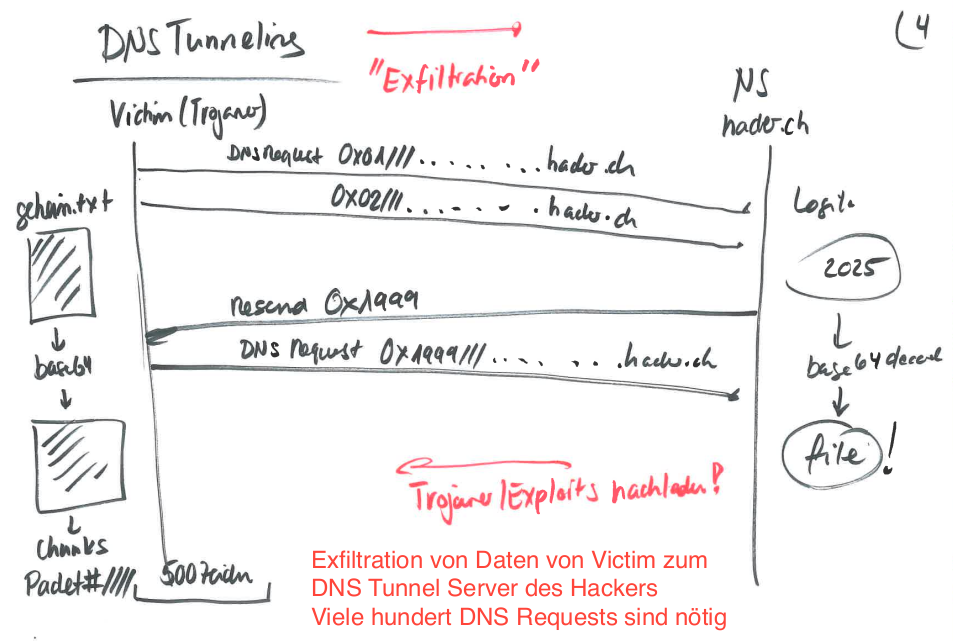 DNS Tunneling
(4
"Exfiltration"
Victim (Trojaner)
NS
hacker.ch
DNS Request 0x01///. . . . . . . .hacker.ch
0x02///. . . . - - .hacker.ch
geheim.txt
Logfile
2025
Resend 0x1999
DNS Request 0x1999///. . . . . . .hacker.ch
base64
base64 decode
file!
Trojaner/Exploits nachladen!
Chunks
Packet#////
500 Zeichen
Exfiltration von Daten von Victim zum
DNS Tunnel Server des Hackers
Viele hundert DNS Requests sind nötig